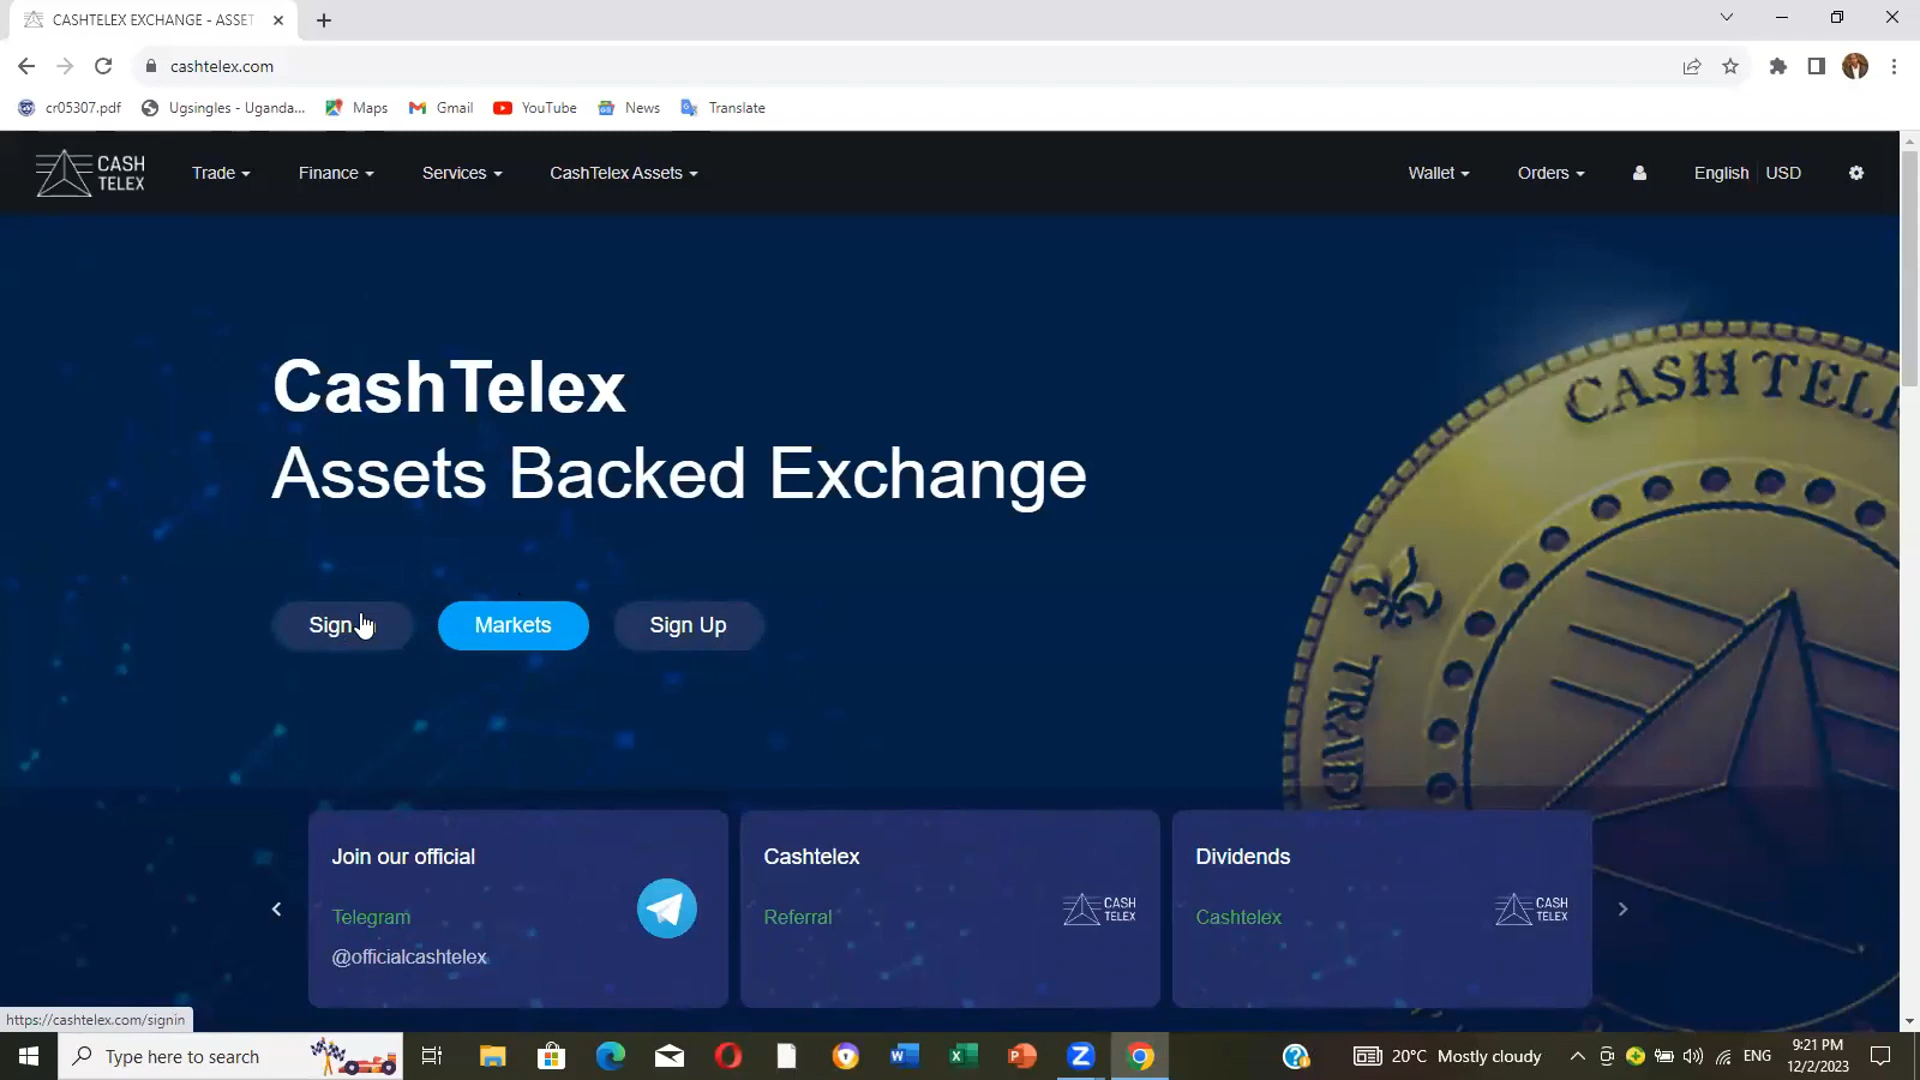 CASHTELEX EXCHANGE - ASSET
cashtelex.com
cr05307.pdf
Ugsingles - Uganda...
Maps
Gmail
YouTube
News
Translate
CASH
TELEX
Trade
Finance
Services
CashTelex Assets
Wallet
Orders
English
USD
CashTelex
Assets Backed Exchange
Sign
Markets
Sign Up
CASHTELE
TRADI
Join our official
Telegram
@officialcashtelex
Cashtelex
Referral
CASH
TELEX
Dividends
Cashtelex
CASH
TELEX
https://cashtelex.com/signin
Type here to search
20°C Mostly cloudy
ENG
9:21 PM
12/2/2023